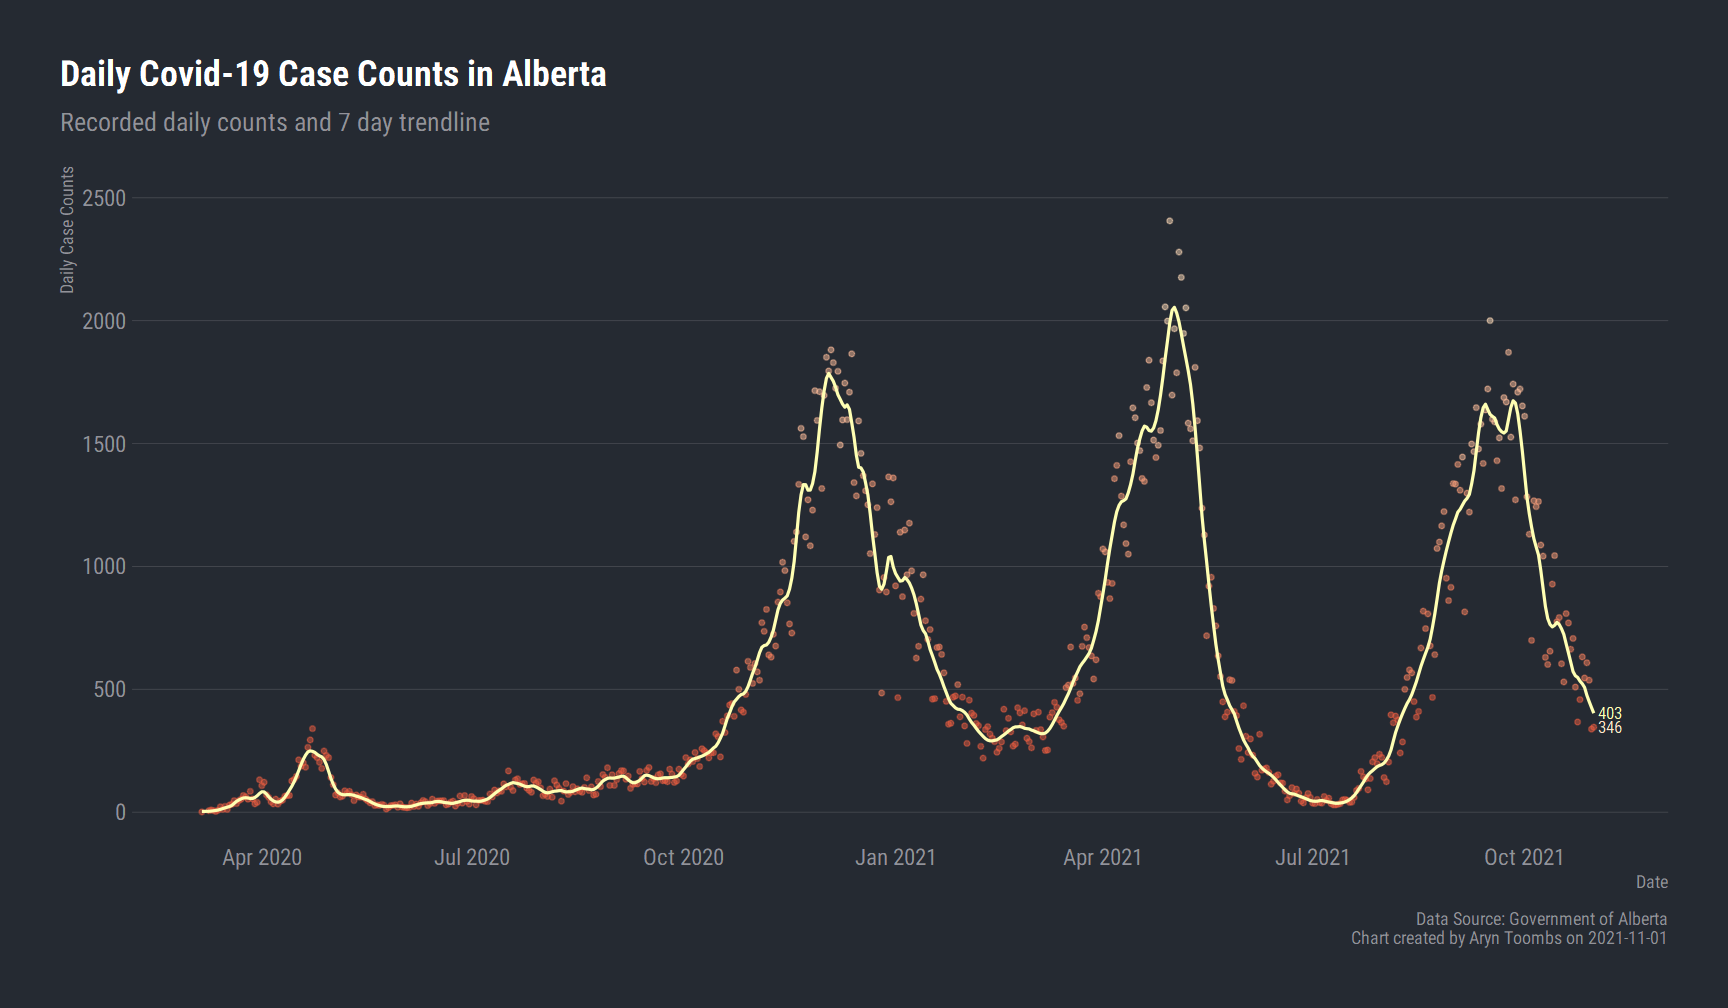 Daily Covid-19 Case Counts in Alberta
Recorded daily counts and 7 day trendline
Daily Case Counts
2500
2000
1500
1000
500
0
403
346
Apr 2020
Jul 2020
Oct 2020
Jan 2021
Apr 2021
Jul 2021
Oct 2021
Date
Data Source: Government of Alberta
Chart created by Aryn Toombs on 2021-11-01